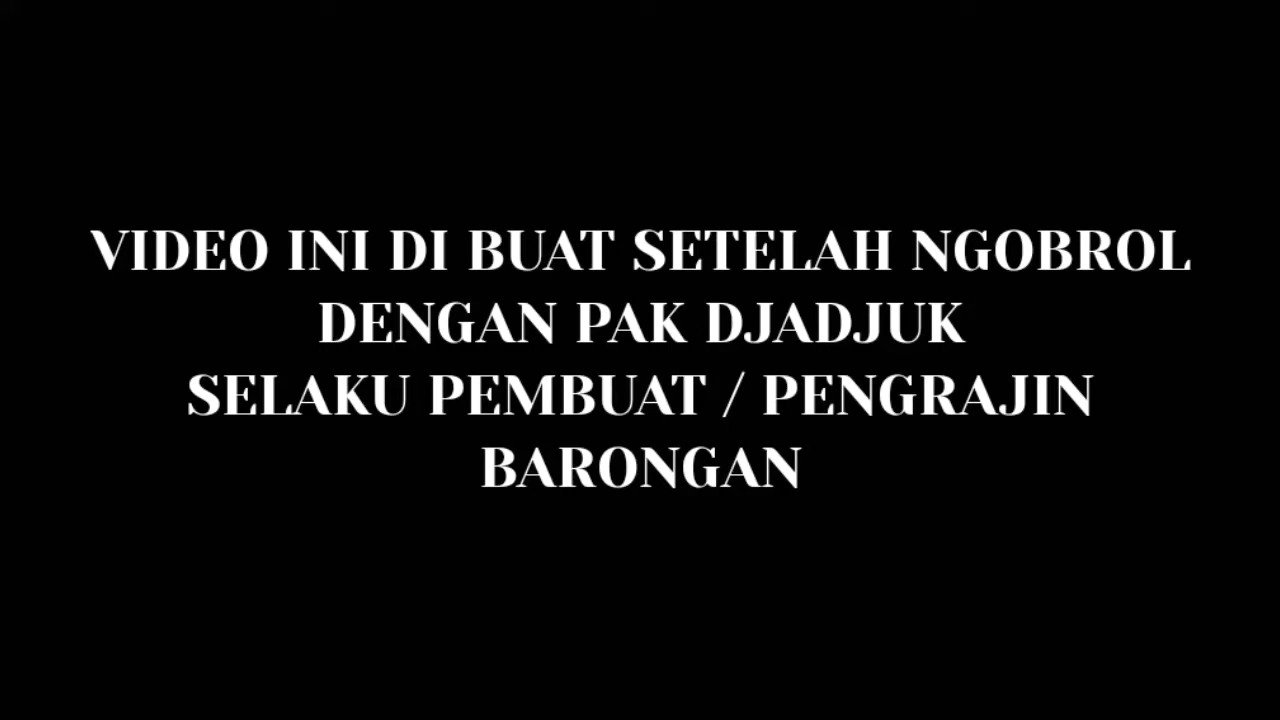 VIDEO INI DI BUAT SETELAH NGOBROL
DENGAN PAK DJADJUK
SELAKU PEMBUAT / PENGRAJIN
BARONGAN